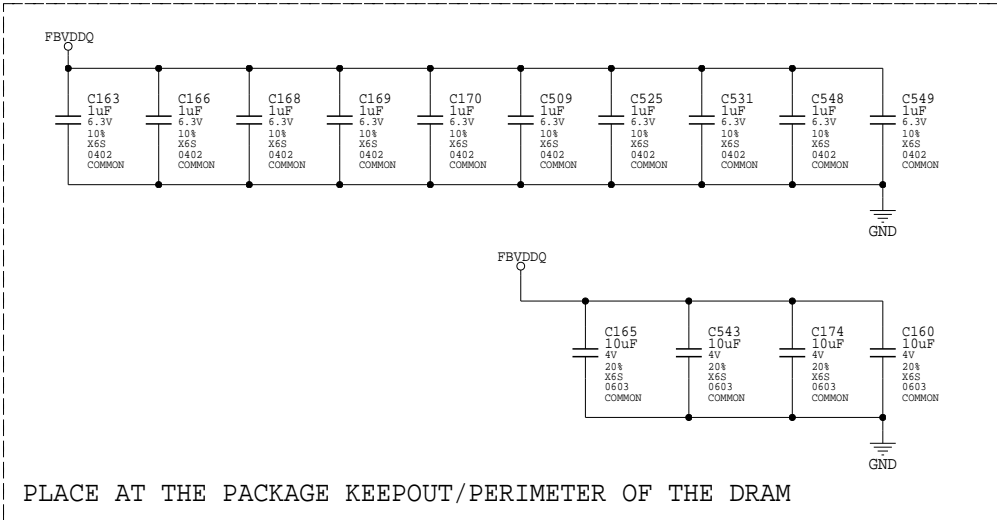 FBVDDQ
C163
1uF
6.3V
10%
X6S
0402
COMMON
C166
1uF
6.3V
10%
X6S
0402
COMMON
C168
1uF
6.3V
10%
X6S
0402
COMMON
C169
1uF
6.3V
10%
X6S
0402
COMMON
C170
1uF
6.3V
10%
X6S
0402
COMMON
C509
1uF
6.3V
10%
X6S
0402
COMMON
C525
1uF
6.3V
10%
X6S
0402
COMMON
C531
1uF
6.3V
10%
X6S
0402
COMMON
C548
1uF
6.3V
10%
X6S
0402
COMMON
C549
1uF
6.3V
10%
X6S
0402
COMMON
GND
FBVDDQ
C165
10uF
4V
20%
X6S
0603
COMMON
C543
10uF
4V
20%
X6S
0603
COMMON
C174
10uF
4V
20%
X6S
0603
COMMON
C160
10uF
4V
20%
X6S
0603
COMMON
GND
PLACE AT THE PACKAGE KEEPOUT/PERIMETER OF THE DRAM